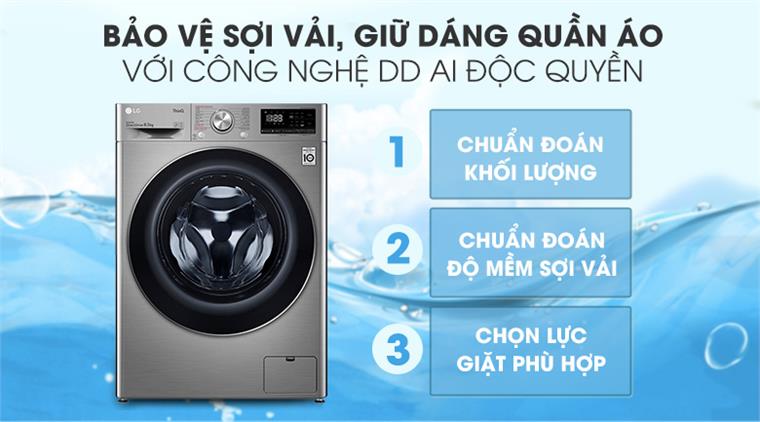 BẢO VỆ SỢI VẢI, GIỮ DÁNG QUẦN ÁO
VỚI CÔNG NGHỆ DD AI ĐỘC QUYỀN
LG
ThinQ
1
CHUẨN ĐOÁN
KHỐI LƯỢNG
2
CHUẨN ĐOÁN
ĐỘ MỀM SỢI VẢI
3
CHỌN LỰC
GIẶT PHÙ HỢP